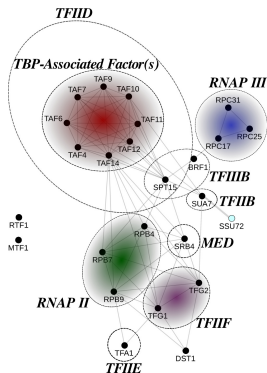 TFIID
TBP-Associated Factor(s)
TAF9
TAF7
TAF10
TAF6
TAF11
TAF4
TAF12
TAF14
RNAP III
RPC31
RPC17
RPC25
BRF1
SPT15
TFIIIB
SUA7
TFIIB
SSU72
RTF1
MTF1
RPB4
SRB4
MED
RPB7
RPB9
RNAP II
TFG2
TFG1
TFIIF
TFA1
TFIIE
DST1